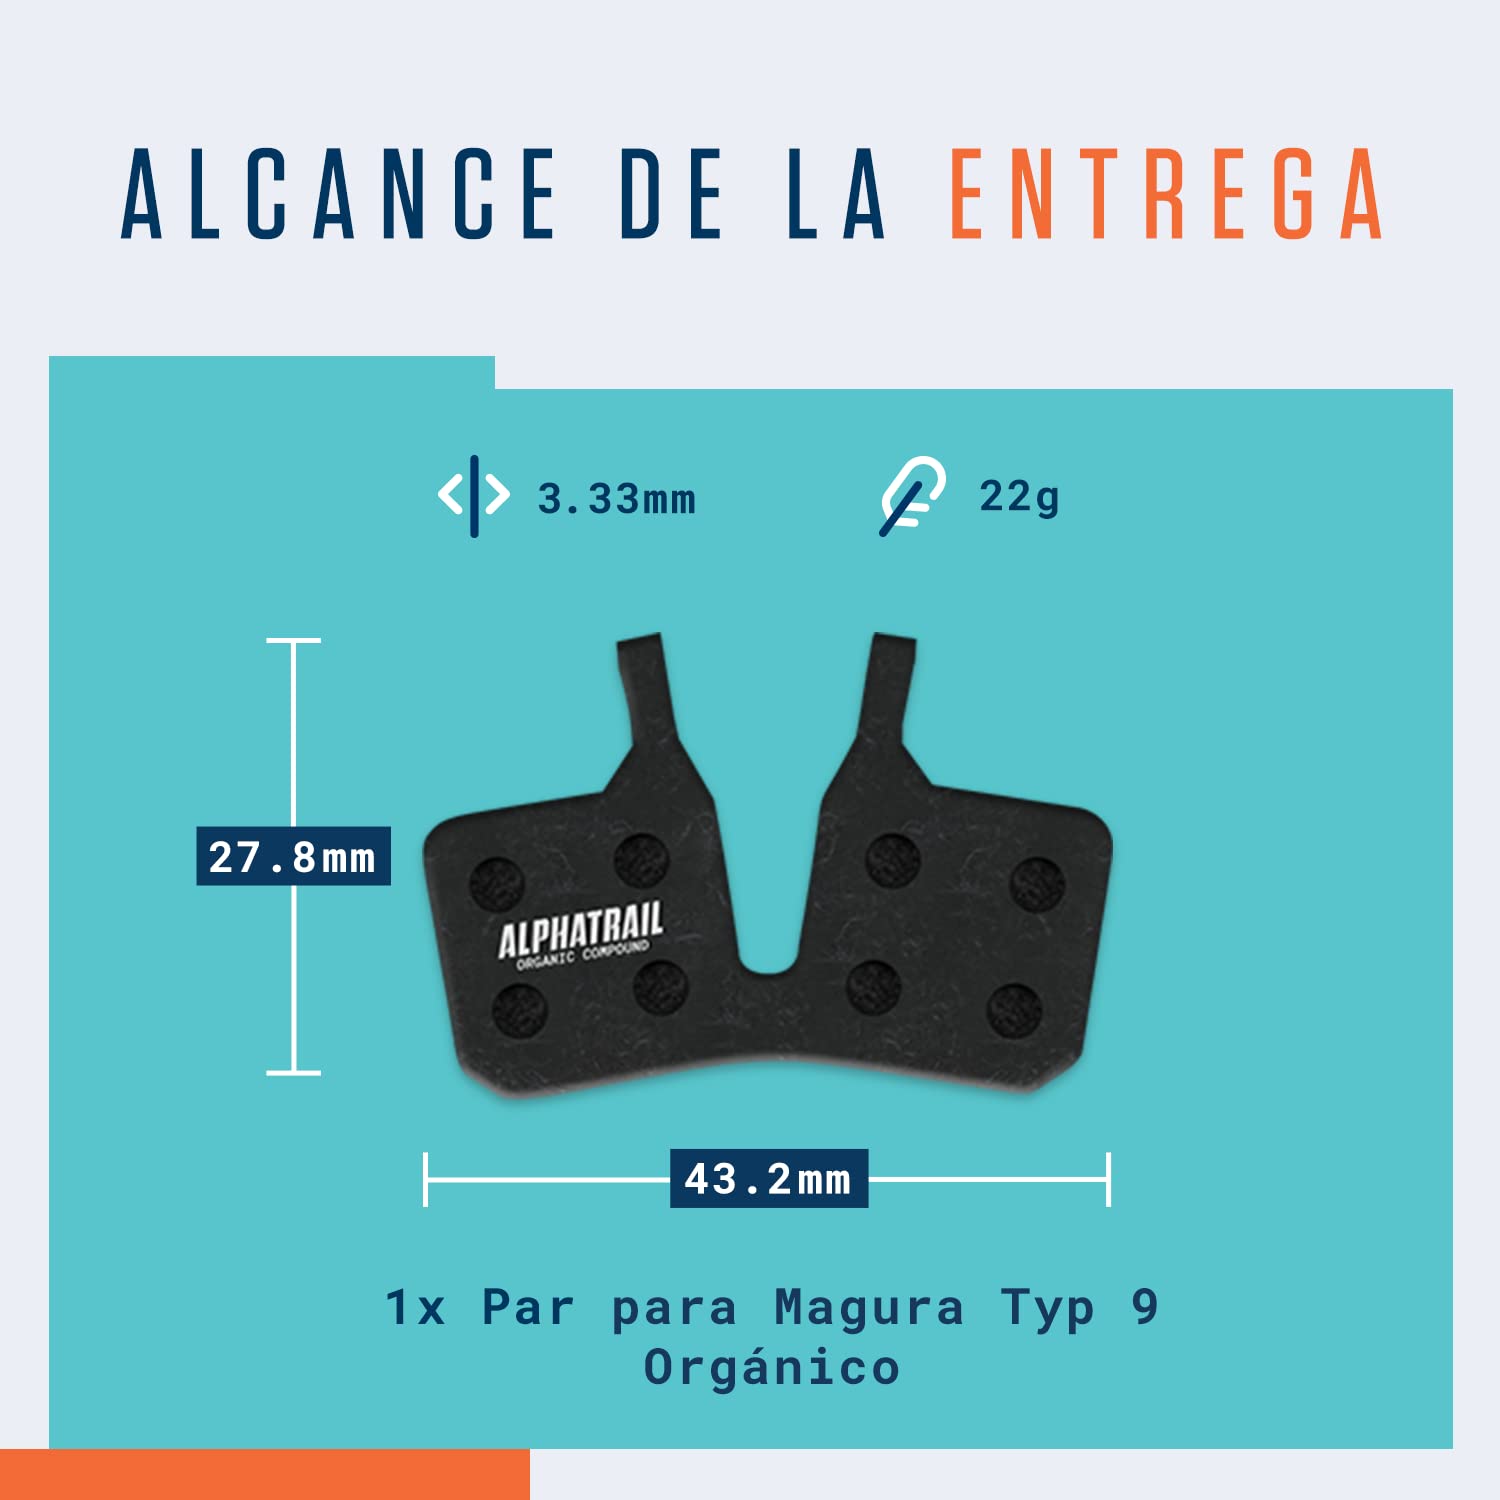 ALCANCE DE LA ENTREGA
3.33mm
22g
27.8mm
ALPHATRAIL
ORGANIC COMPOUND
43.2mm
1x Par para Magura Typ 9
Orgánico